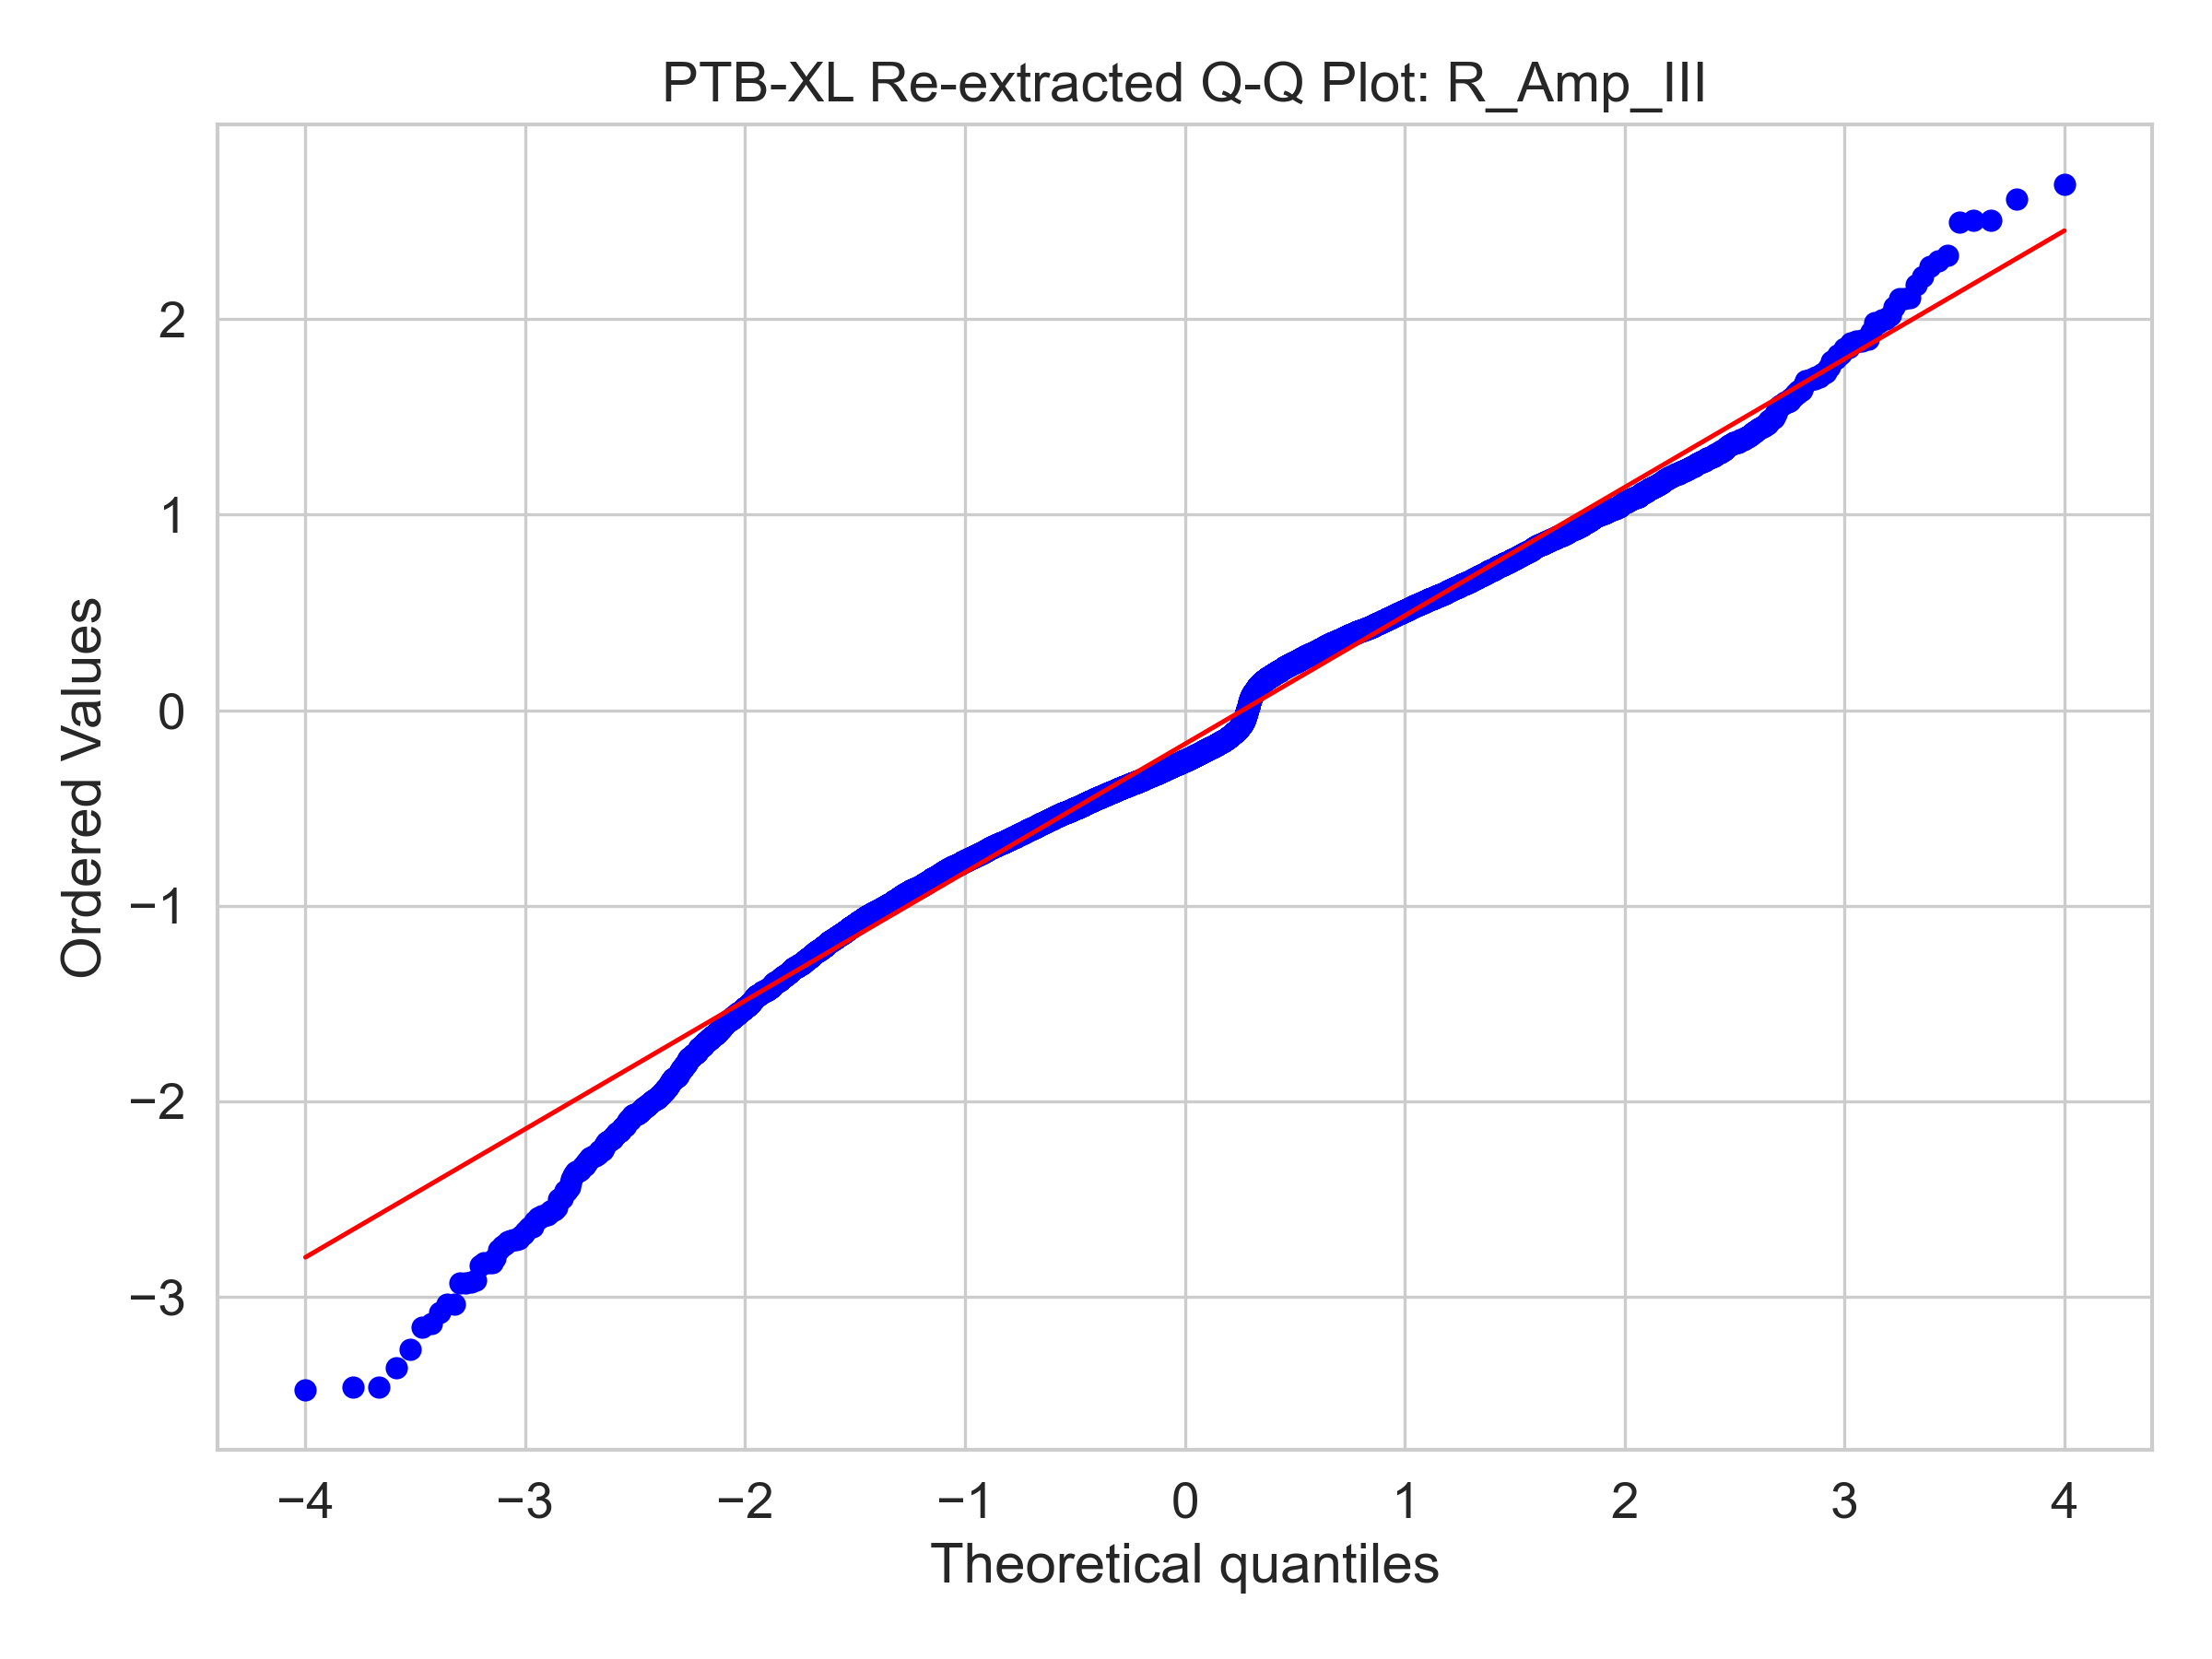 PTB-XL Re-extracted Q-Q Plot: R_Amp_III
Ordered Values
2
1
0
−1
−2
−3
−4 −3 −2 −1 0 1 2 3 4
Theoretical quantiles